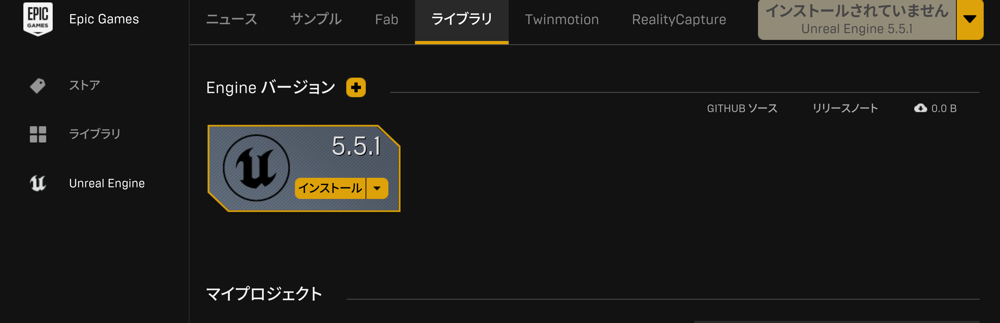 EPIC GAMES
Epic Games
ニュース
サンプル
Fab
ライブラリ
Twinmotion
RealityCapture
インストールされていません
Unreal Engine 5.5.1
ストア
ライブラリ
Unreal Engine
Engine バージョン
GITHUB ソース
リリースノート
0.0 B
5.5.1
インストール
マイプロジェクト